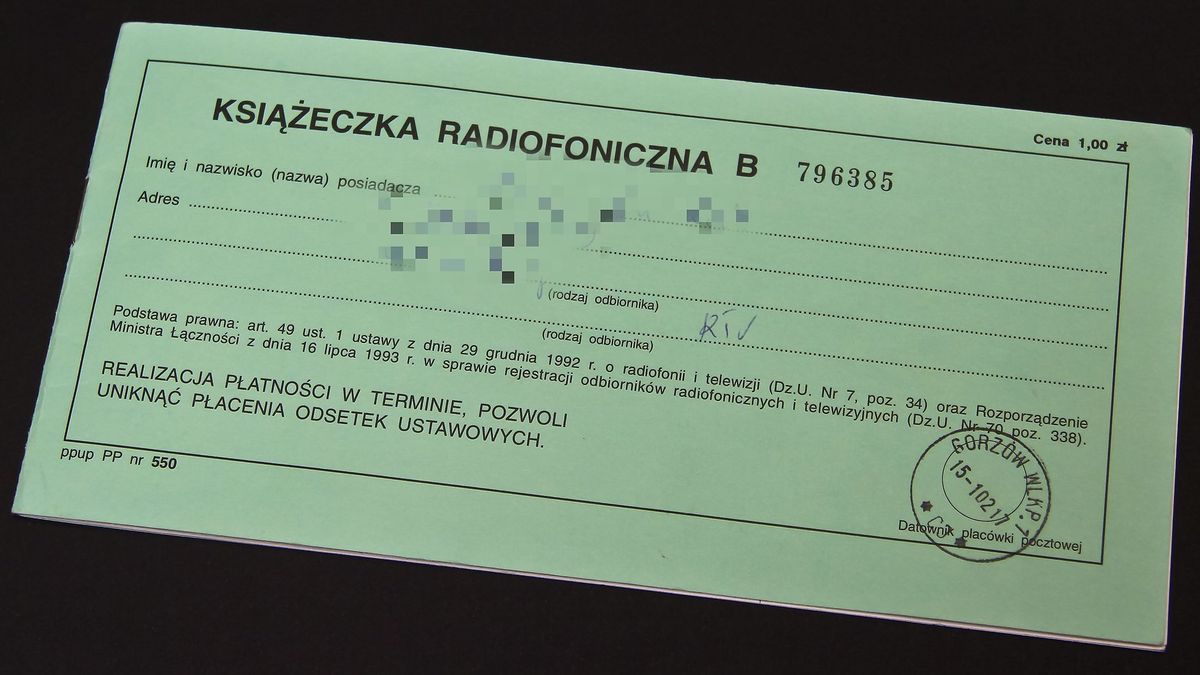 Cena 1,00 zł
KSIĄŻECZKA RADIOFONICZNA B 796385
Imię i nazwisko (nazwa) posiadacza
Adres
(rodzaj odbiornika)
RTV
(rodzaj odbiornika)
Podstawa prawna: art. 49 ust. 1 ustawy z dnia 29 grudnia 1992 r. o radiofonii i telewizji (Dz.U. Nr 7, poz. 34) oraz Rozporządzenie
Ministra Łączności z dnia 16 lipca 1993 r. w sprawie rejestracji odbiorników radiofonicznych i telewizyjnych (Dz.U. Nr 70 poz. 338).
REALIZACJA PŁATNOŚCI W TERMINIE, POZWOLI
UNIKNĄĆ PŁACENIA ODSETEK USTAWOWYCH.
GORZÓW WLKP. 1
15-10217
ppup PP nr 550
Datownik placówki pocztowej